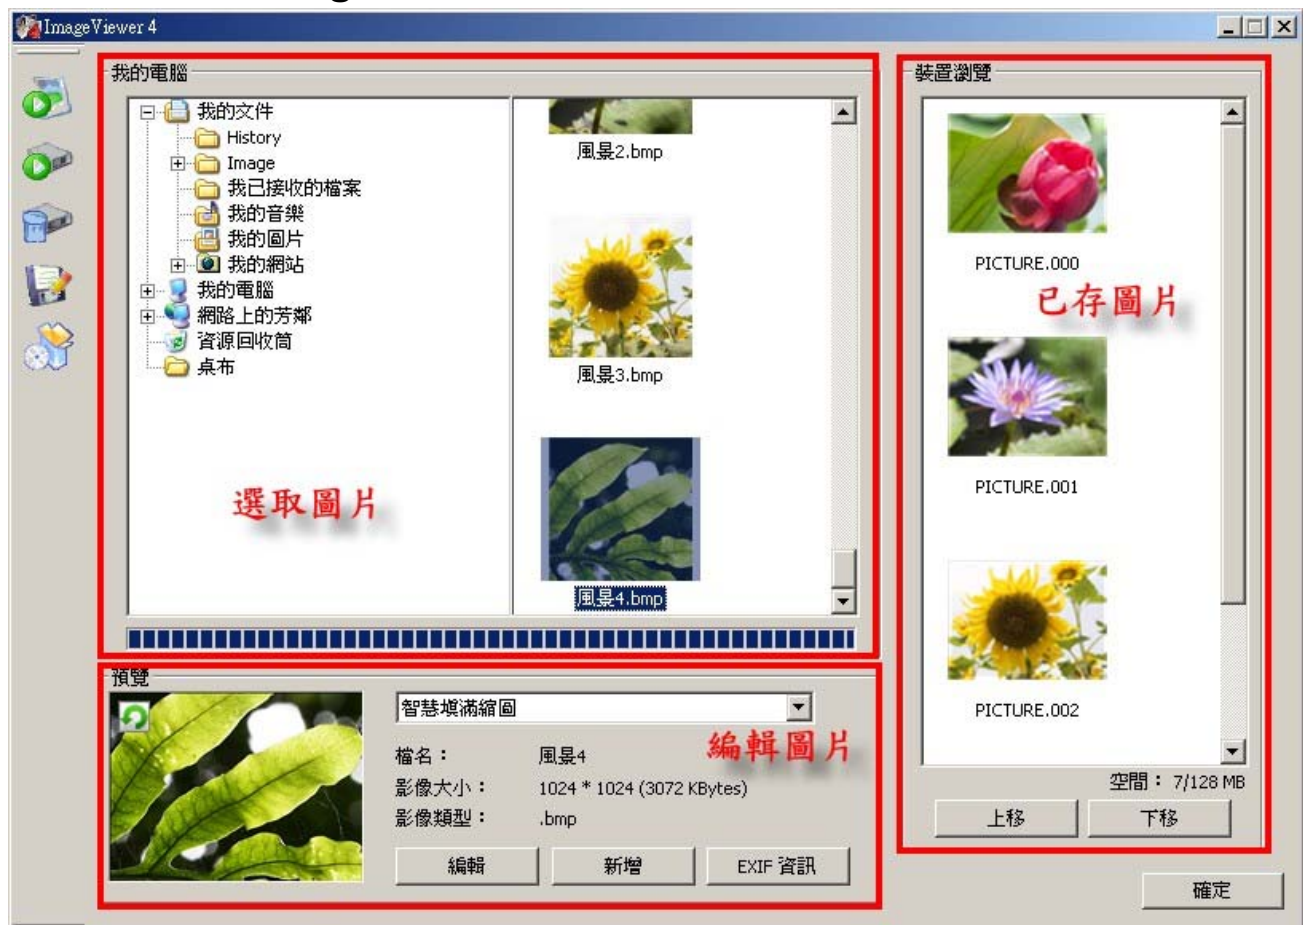 ImageViewer 4
我的電腦
我的文件
History
Image
我已接收的檔案
我的音樂
我的圖片
我的網站
我的電腦
網路上的芳鄰
資源回收筒
桌布
選取圖片
風景2.bmp
風景3.bmp
風景4.bmp
裝置瀏覽
PICTURE.000
已存圖片
PICTURE.001
PICTURE.002
空間： 7/128 MB
上移
下移
預覽
智慧填滿縮圖
編輯圖片
檔名： 風景4
影像大小： 1024 * 1024 (3072 KBytes)
影像類型： .bmp
編輯
新增
EXIF 資訊
確定